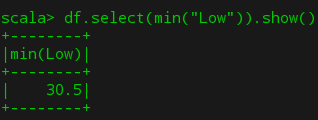 scala> df.select(min("Low")).show()
+--------+
|min(Low)|
+--------+
|    30.5|
+--------+